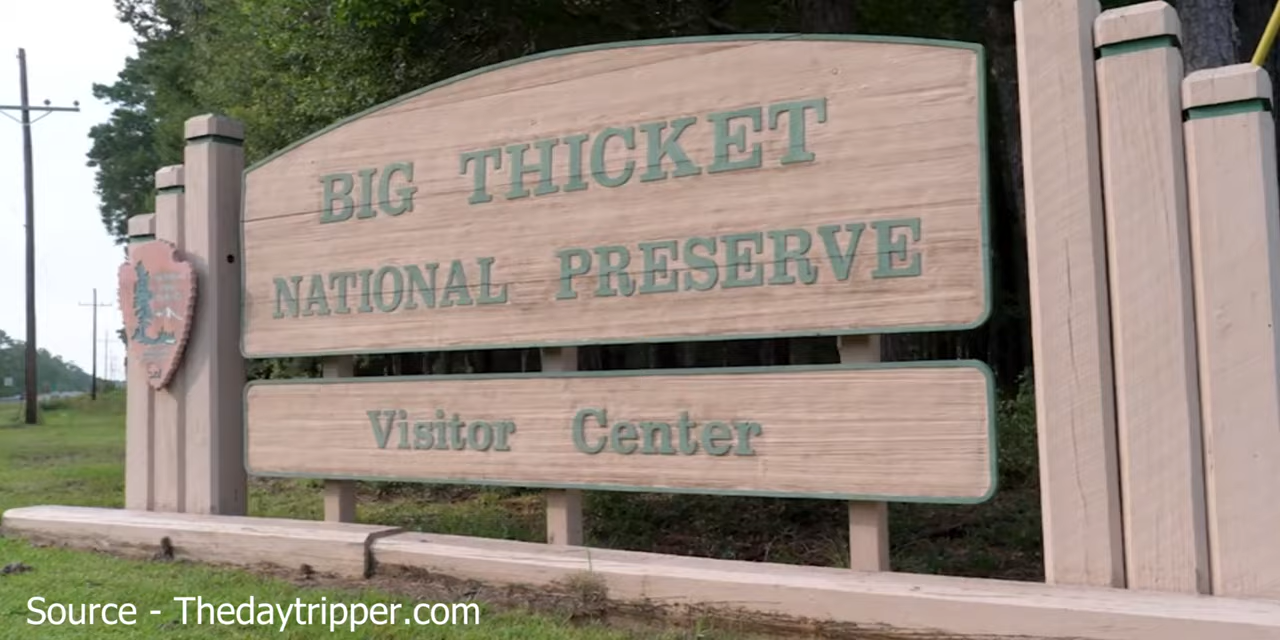 BIG THICKET
NATIONAL PRESERVE
Visitor Center
Source - Thedaytripper.com